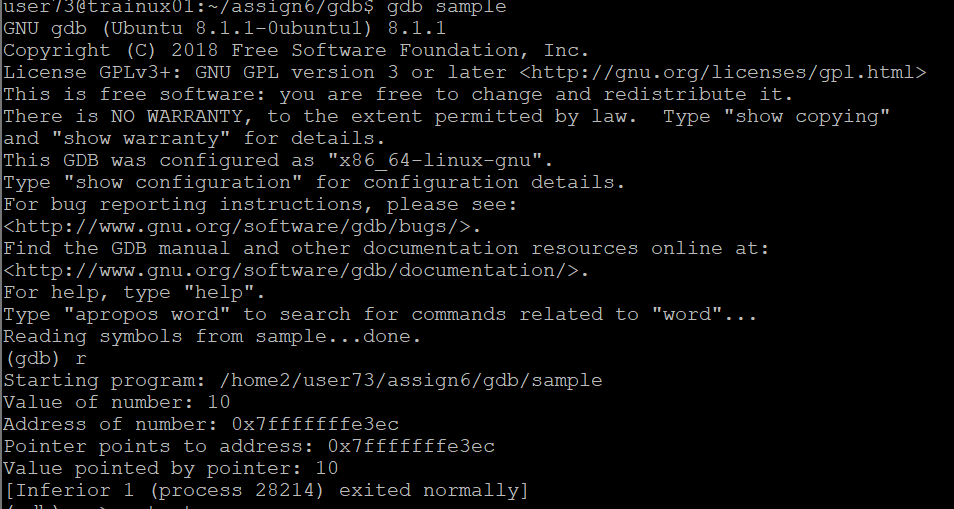 user73@trainux01:~/assign6/gdb$ gdb sample
GNU gdb (Ubuntu 8.1.1-0ubuntu1) 8.1.1
Copyright (C) 2018 Free Software Foundation, Inc.
License GPLv3+: GNU GPL version 3 or later <http://gnu.org/licenses/gpl.html>
This is free software: you are free to change and redistribute it.
There is NO WARRANTY, to the extent permitted by law.  Type "show copying"
and "show warranty" for details.
This GDB was configured as "x86_64-linux-gnu".
Type "show configuration" for configuration details.
For bug reporting instructions, please see:
<http://www.gnu.org/software/gdb/bugs/>.
Find the GDB manual and other documentation resources online at:
<http://www.gnu.org/software/gdb/documentation/>.
For help, type "help".
Type "apropos word" to search for commands related to "word"...
Reading symbols from sample...done.
(gdb) r
Starting program: /home2/user73/assign6/gdb/sample
Value of number: 10
Address of number: 0x7fffffffe3ec
Pointer points to address: 0x7fffffffe3ec
Value pointed by pointer: 10
[Inferior 1 (process 28214) exited normally]